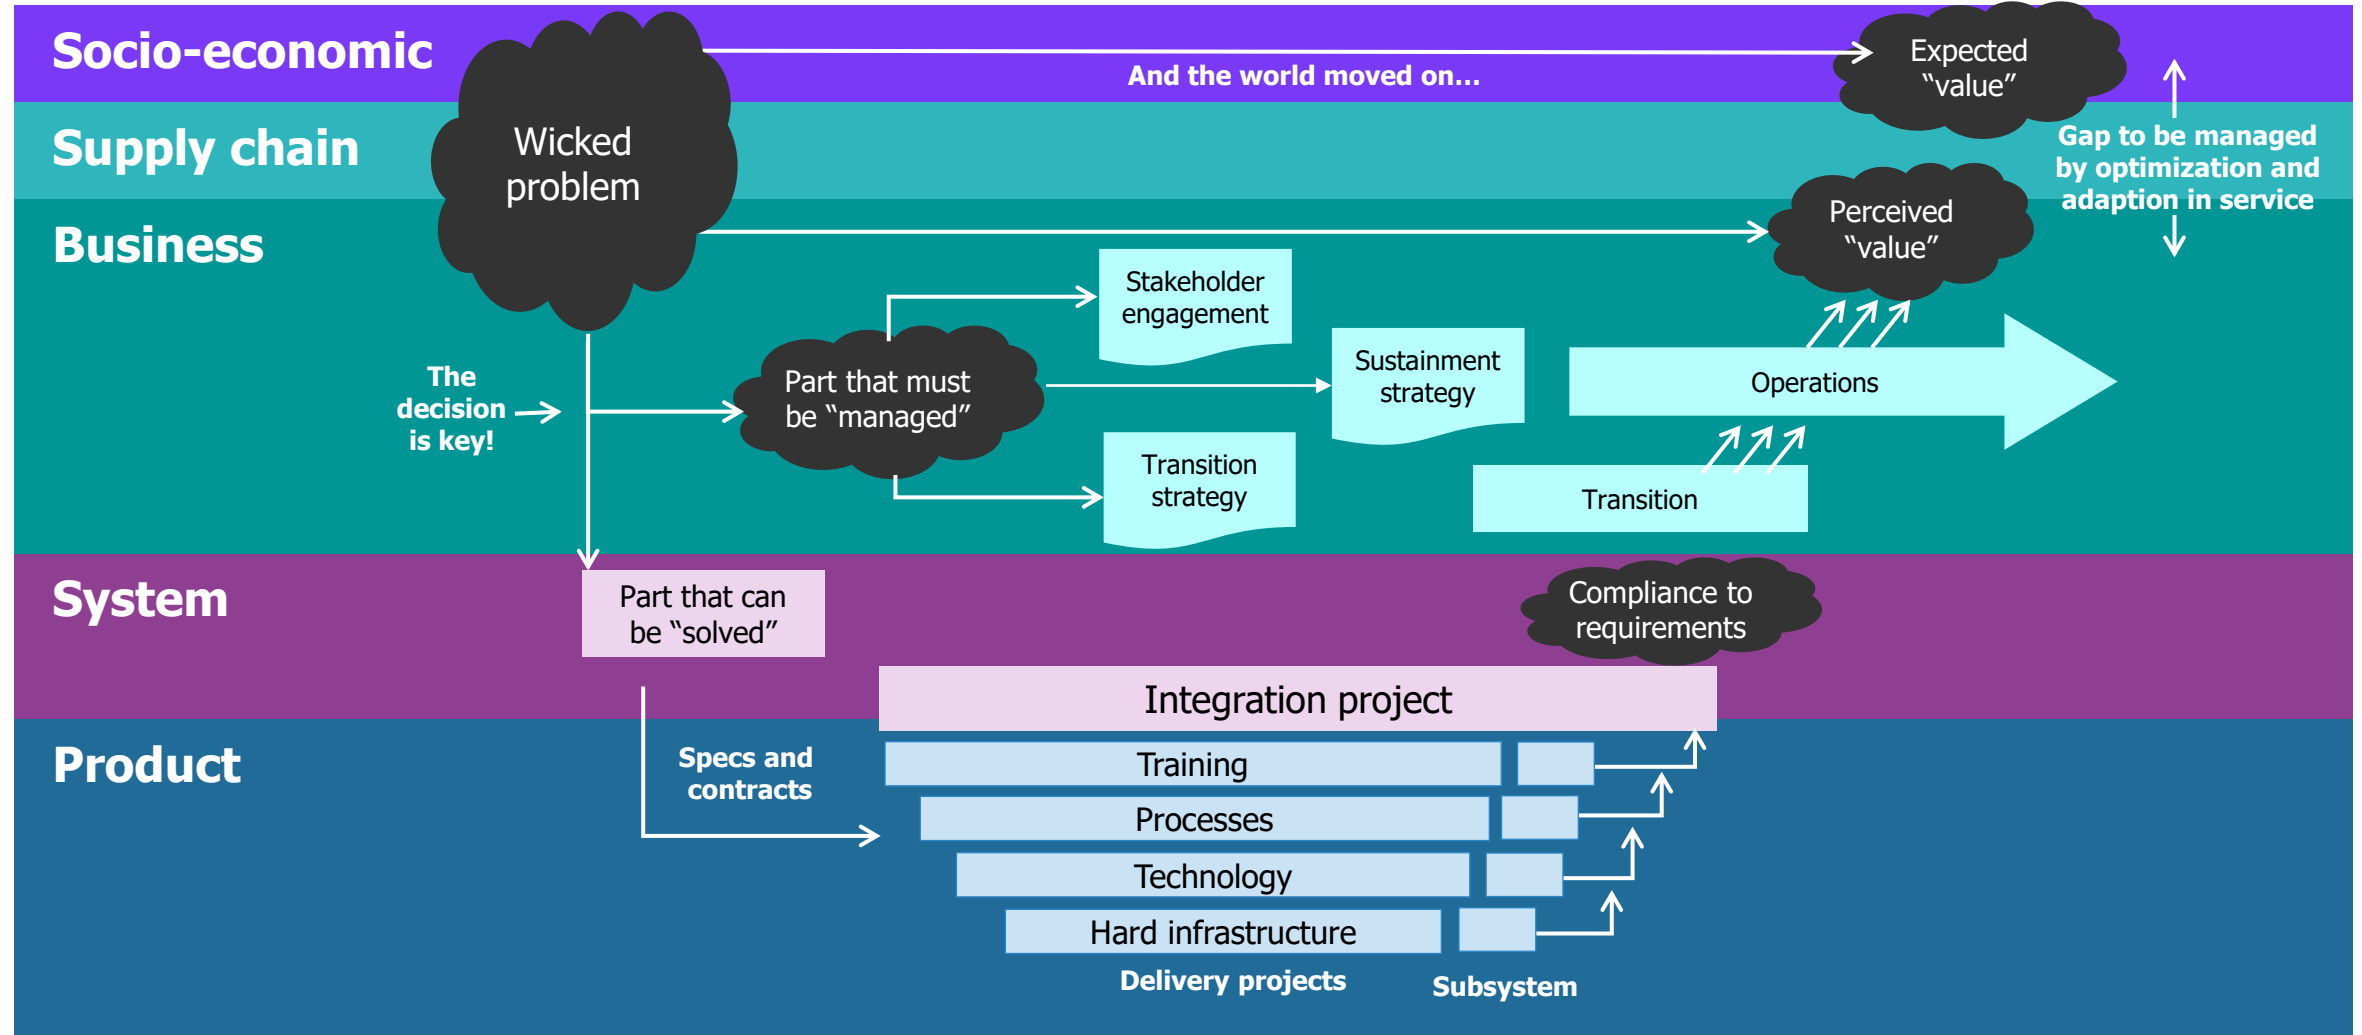 Socio-economic
And the world moved on...
Expected
“value”
Supply chain
Wicked
problem
Gap to be managed
by optimization and
adaption in service
Business
Perceived
“value”
Stakeholder
engagement
The
decision
is key!
Part that must
be “managed”
Sustainment
strategy
Operations
Transition
strategy
Transition
System
Part that can
be “solved”
Compliance to
requirements
Integration project
Product
Specs and
contracts
Training
Processes
Technology
Hard infrastructure
Delivery projects
Subsystem